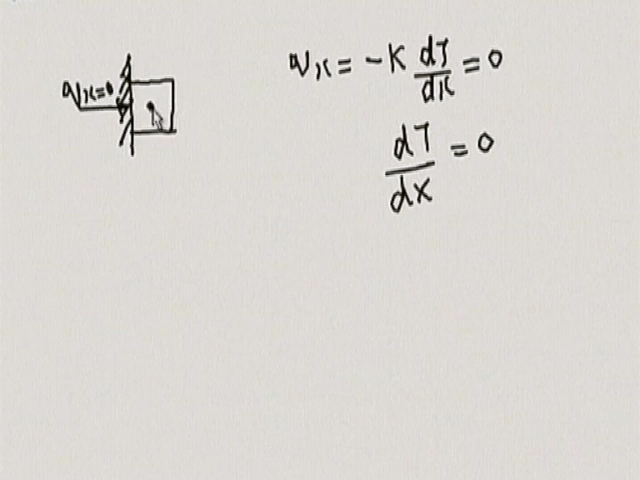 qx=0
qx = -K dT/dx = 0
dT/dx = 0